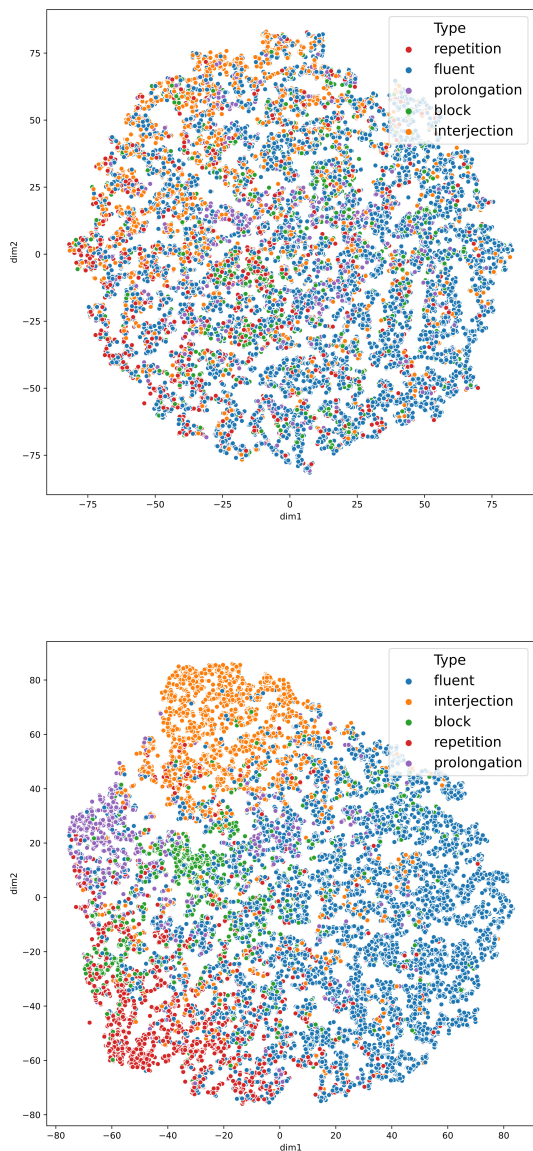 Type
repetition
fluent
prolongation
block
interjection
75
50
25
0
−25
−50
−75
dim2
−75
−50
−25
0
25
50
75
dim1
Type
fluent
interjection
block
repetition
prolongation
80
60
40
20
0
−20
−40
−60
−80
dim2
−80
−60
−40
−20
0
20
40
60
80
dim1